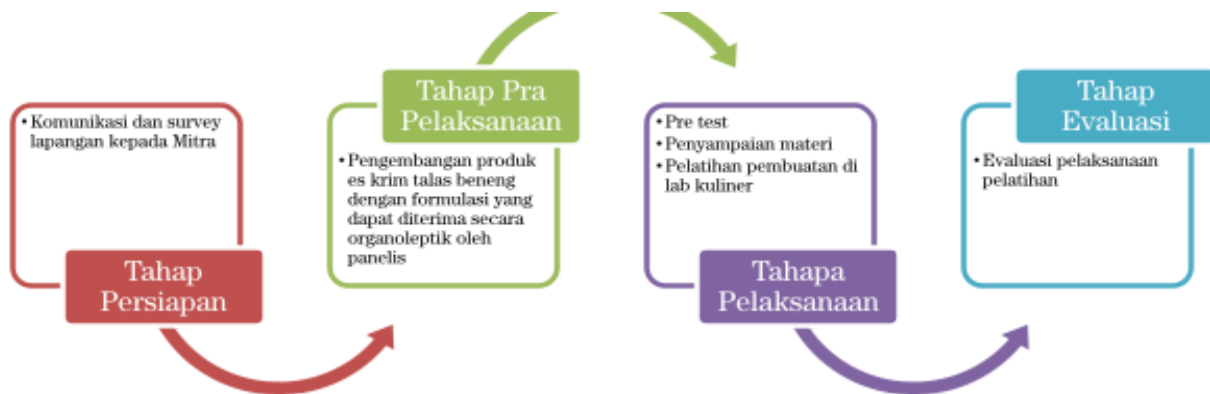 • Komunikasi dan survey
lapangan kepada Mitra
Tahap
Persiapan
Tahap Pra
Pelaksanaan
• Pengembangan produk
es krim talas beneng
dengan formulasi yang
dapat diterima secara
organoleptik oleh
panelis
• Pre test
• Penyampaian materi
• Pelatihan pembuatan di
lab kuliner
Tahapa
Pelaksanaan
Tahap
Evaluasi
• Evaluasi pelaksanaan
pelatihan